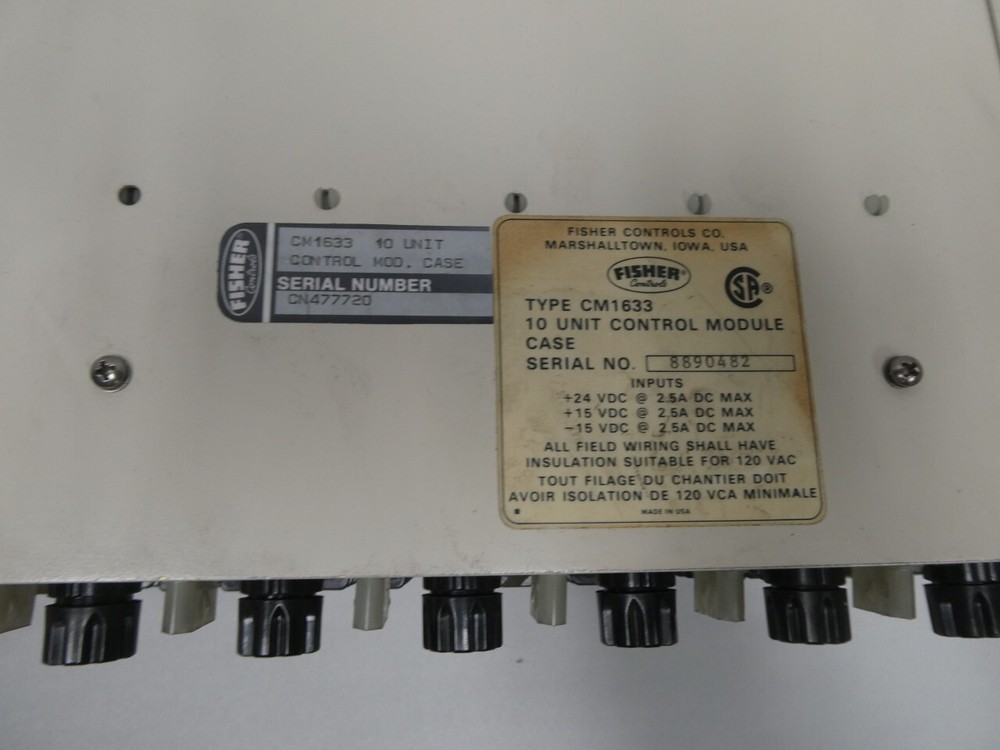 FISHER
Controls
CM1633 10 UNIT
CONTROL MOD. CASE
SERIAL NUMBER
CN477720
FISHER CONTROLS CO.
MARSHALLTOWN, IOWA, USA
FISHER®
Controls
SA®
TYPE CM1633
10 UNIT CONTROL MODULE
CASE
SERIAL NO. 8890482
INPUTS
+24 VDC @ 2.5A DC MAX
+15 VDC @ 2.5A DC MAX
−15 VDC @ 2.5A DC MAX
ALL FIELD WIRING SHALL HAVE
INSULATION SUITABLE FOR 120 VAC
TOUT FILAGE DU CHANTIER DOIT
AVOIR ISOLATION DE 120 VCA MINIMALE
MADE IN USA